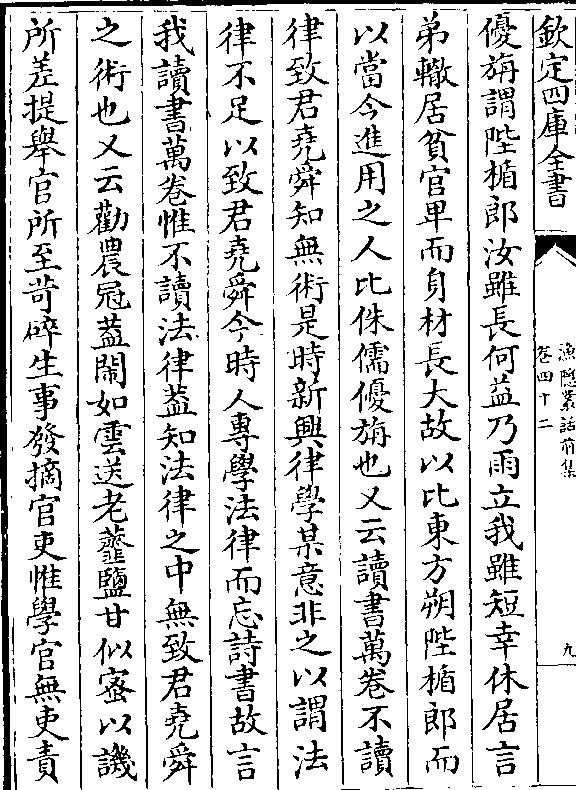 欽定四庫全書
漁隱叢話前集
卷四十二
九
優旃謂陛楯郎汝雖長何益乃雨立我雖短幸休居言
弟轍居貧官卑而身材長大故以比東方朔陛楯郎而
以當今進用之人比侏儒優旃也又云讀書萬卷不讀
律致君堯舜知無術是時新興律學某意非之以謂法
律不足以致君堯舜今時人專學法律而忘詩書故言
我讀書萬卷惟不讀法律葢知法律之中無致君堯舜
之術也又云勸農冠葢鬧如雲送老虀鹽甘似宻以譏
所差提舉官所至苛碎生事發摘官吏惟學官無吏責